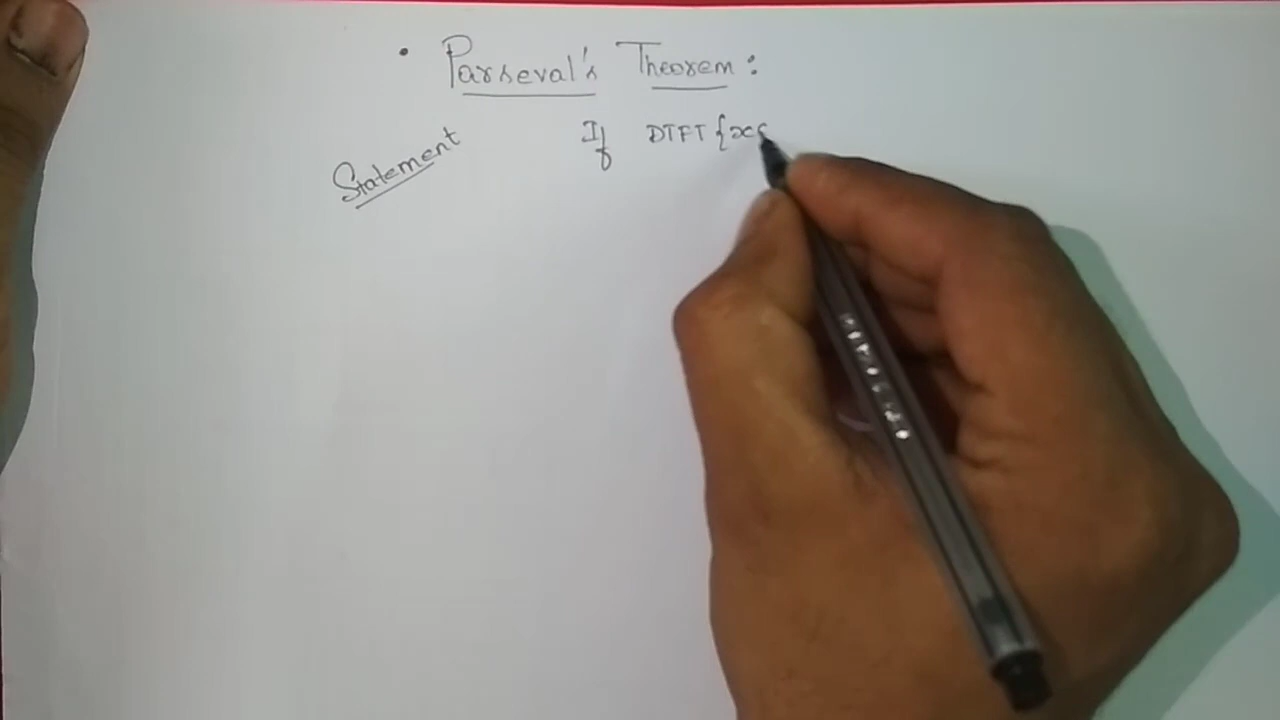 • Parseval's Theorem:
Statement If DTFT {x(